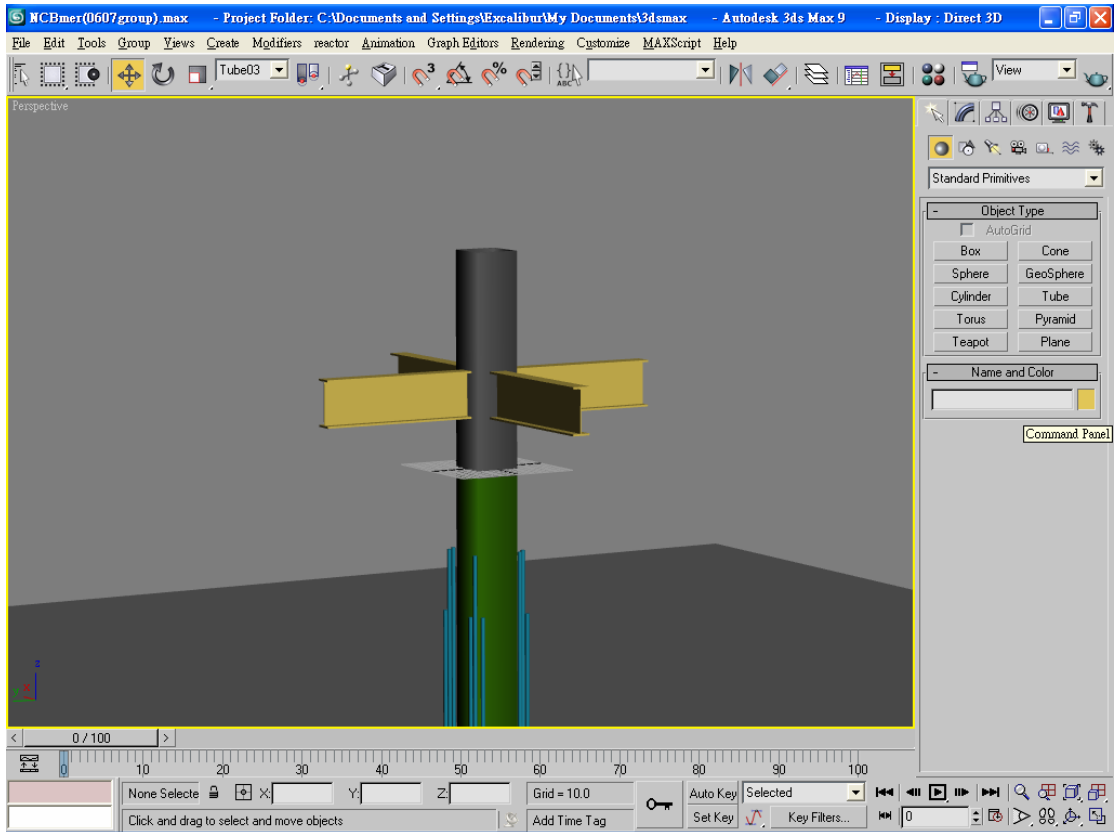 NCBmer(0607group).max - Project Folder: C:\Documents and Settings\Excalibur\My Documents\3dsmax - Autodesk 3ds Max 9 - Display : Direct 3D
File Edit Tools Group Views Create Modifiers reactor Animation Graph Editors Rendering Customize MAXScript Help
Tube03 3 % ABC View
Perspective
Standard Primitives
- Object Type
AutoGrid
Box Cone
Sphere GeoSphere
Cylinder Tube
Torus Pyramid
Teapot Plane
- Name and Color
Command Panel
z
y x
< 0 / 100 >
0 10 20 30 40 50 60 70 80 90 100
None Selecte X: Y: Z: Grid = 10.0 Auto Key Selected
Click and drag to select and move objects Add Time Tag Set Key Key Filters... 0